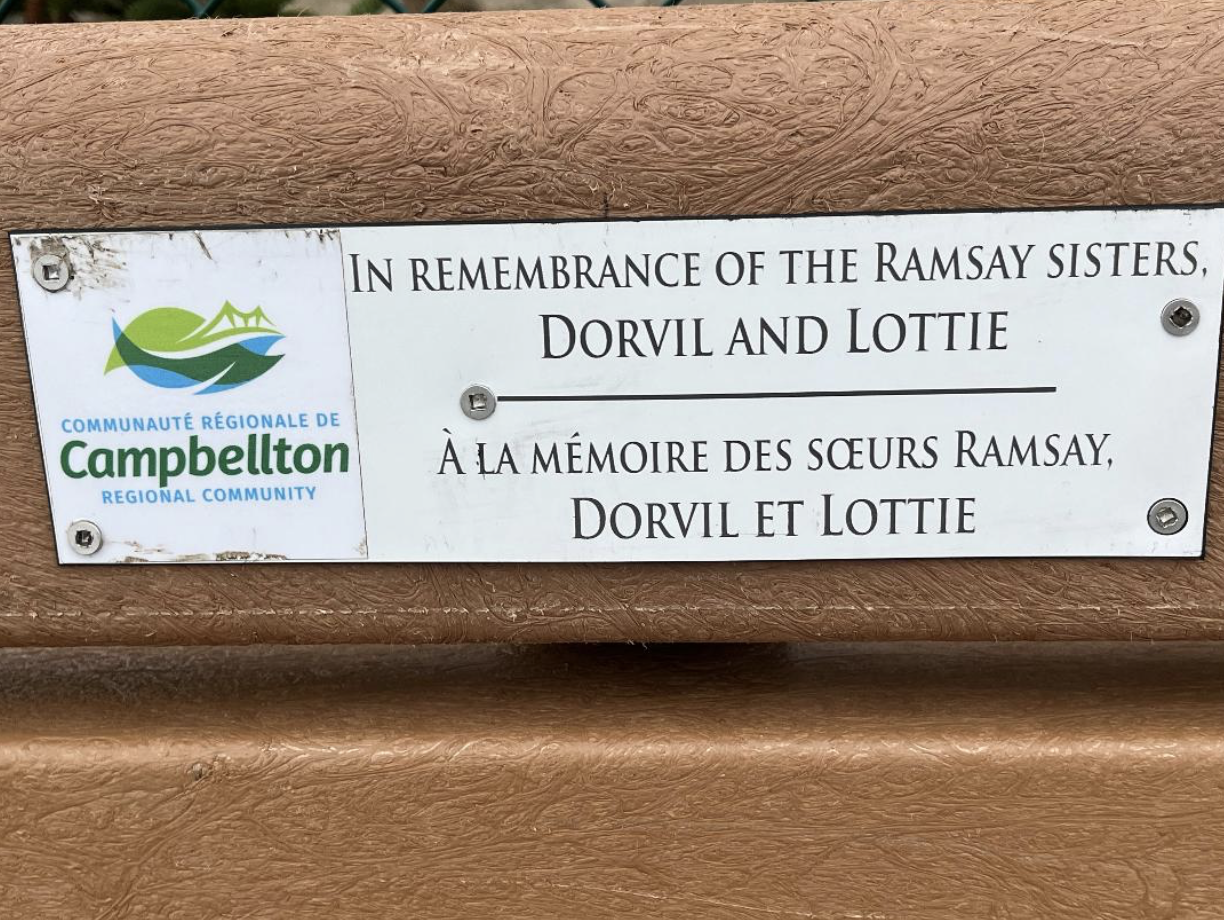 COMMUNAUTÉ RÉGIONALE DE
Campbellton
REGIONAL COMMUNITY
IN REMEMBRANCE OF THE RAMSAY SISTERS,
DORVIL AND LOTTIE
À LA MÉMOIRE DES SŒURS RAMSAY,
DORVIL ET LOTTIE